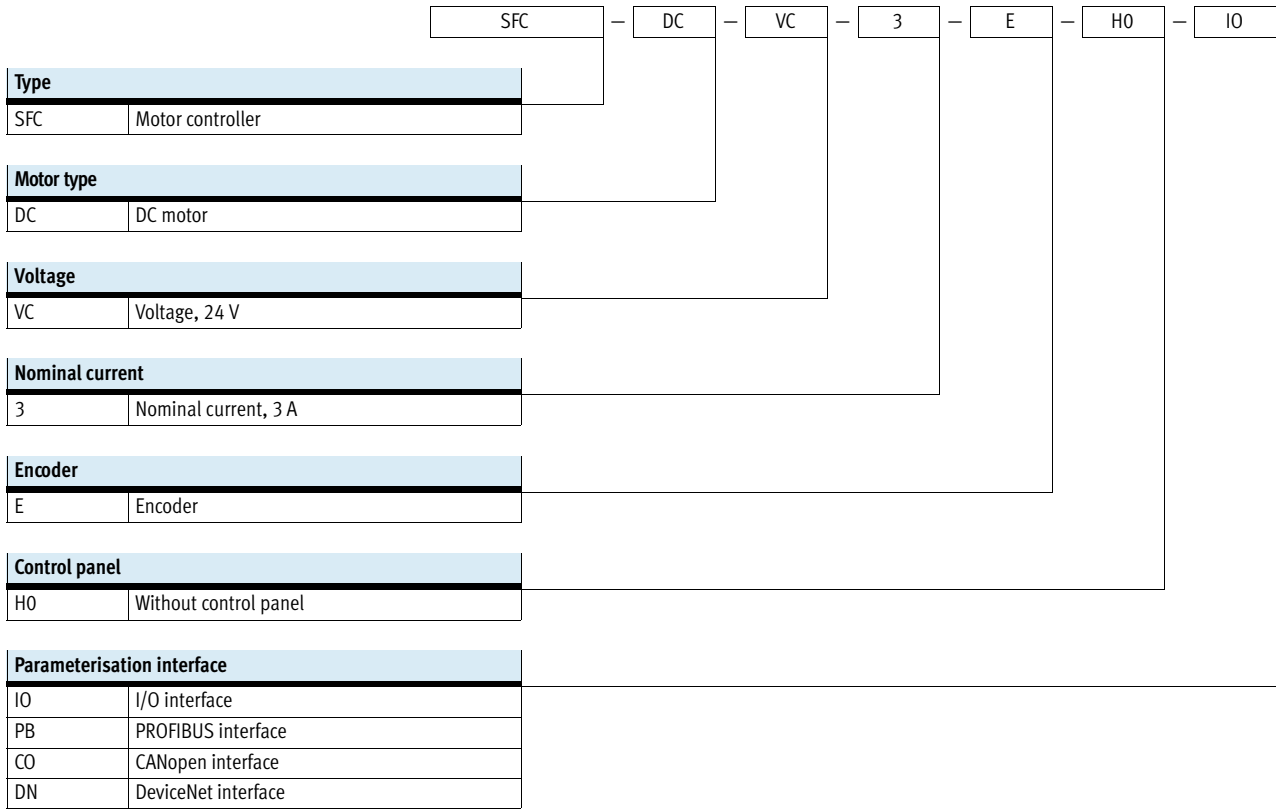 SFC – DC – VC – 3 – E – H0 – IO
Type
SFC Motor controller
Motor type
DC DC motor
Voltage
VC Voltage, 24 V
Nominal current
3 Nominal current, 3 A
Encoder
E Encoder
Control panel
H0 Without control panel
Parameterisation interface
IO I/O interface
PB PROFIBUS interface
CO CANopen interface
DN DeviceNet interface